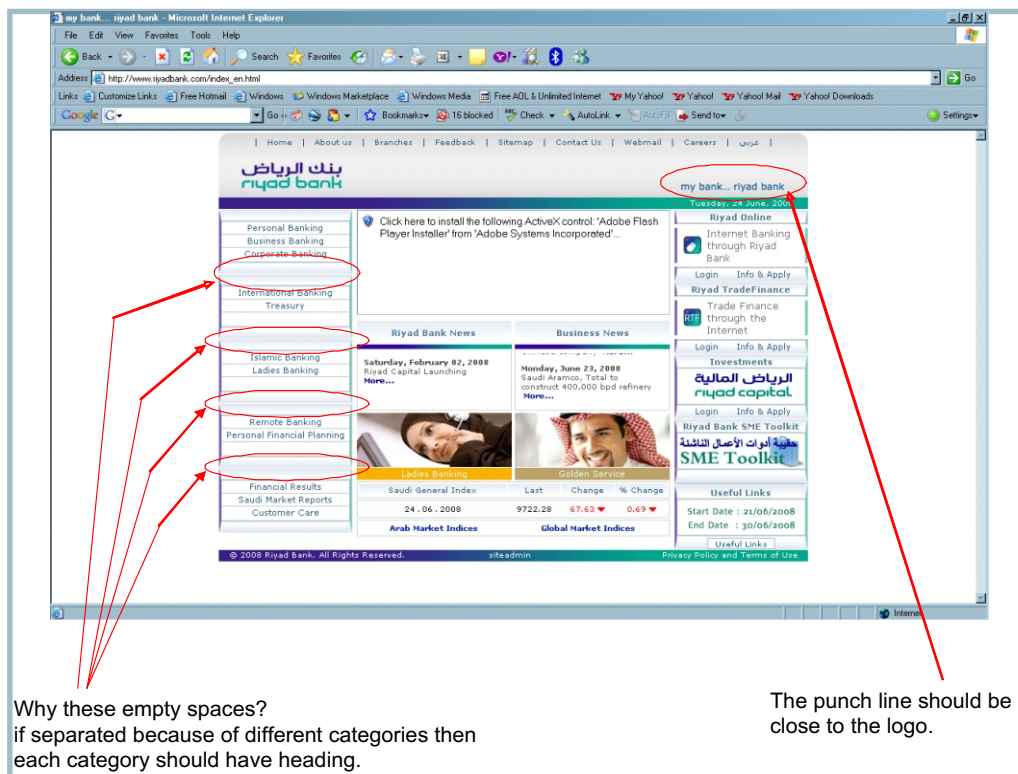 my bank... riyad bank - Microsoft Internet Explorer
File Edit View Favorites Tools Help
Back Search Favorites
Address http://www.riyadbank.com/index_en.html Go
Links Customize Links Free Hotmail Windows Windows Marketplace Windows Media Free AOL & Unlimited Internet My Yahoo! Yahoo! Yahoo! Mail Yahoo! Downloads
Google G Go Bookmarks 16 blocked ABC Check AutoLink AutoFill Send to Settings
| Home | About us | Branches | Feedback | Sitemap | Contact Us | Webmail | Careers | عربي |
بنك الرياض
riyad bank
my bank... riyad bank
Tuesday, 24 June, 2008
Personal Banking
Business Banking
Corporate Banking
International Banking
Treasury
Islamic Banking
Ladies Banking
Remote Banking
Personal Financial Planning
Financial Results
Saudi Market Reports
Customer Care
Click here to install the following ActiveX control: 'Adobe Flash
Player Installer' from 'Adobe Systems Incorporated'...
Riyad Bank News
Saturday, February 02, 2008
Riyad Capital Launching
More...
Business News
Monday, June 23, 2008
Saudi Aramco, Total to
construct 400,000 bpd refinery
More...
Ladies Banking
Golden Service
Saudi General Index Last Change % Change
24.06.2008 9722.28 67.63 0.69
Arab Market Indices Global Market Indices
Riyad Online
Internet Banking
through Riyad
Bank
Login Info & Apply
Riyad TradeFinance
RTF
Trade Finance
through the
Internet
Login Info & Apply
Investments
الرياض المالية
riyad capital
Login Info & Apply
Riyad Bank SME Toolkit
حقيبة أدوات الأعمال الناشئة
SME Toolkit
Useful Links
Start Date : 21/06/2008
End Date : 30/06/2008
Useful Links
© 2008 Riyad Bank. All Rights Reserved. siteadmin Privacy Policy and Terms of Use
Internet
Why these empty spaces?
if separated because of different categories then
each category should have heading.
The punch line should be
close to the logo.